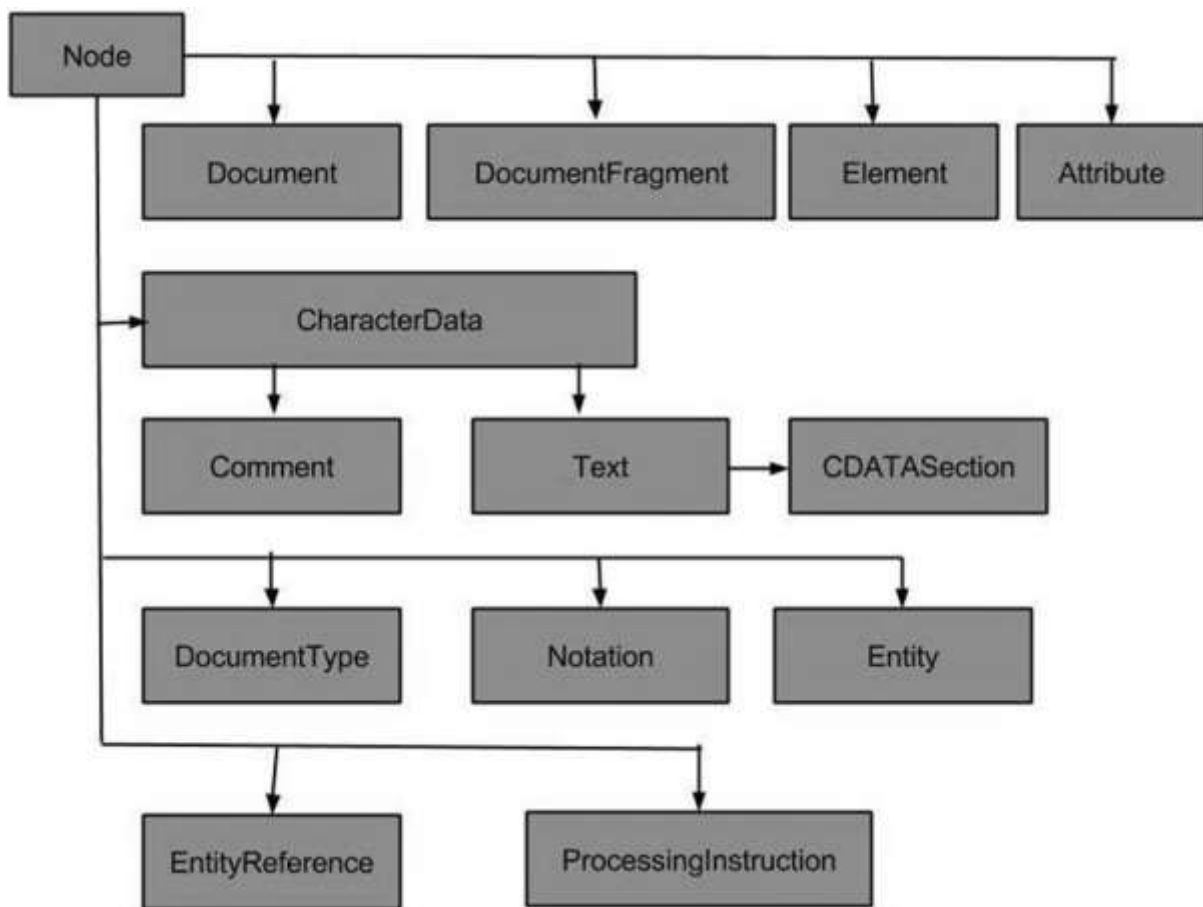 Node
Document
DocumentFragment
Element
Attribute
CharacterData
Comment
Text
CDATASection
DocumentType
Notation
Entity
EntityReference
ProcessingInstruction